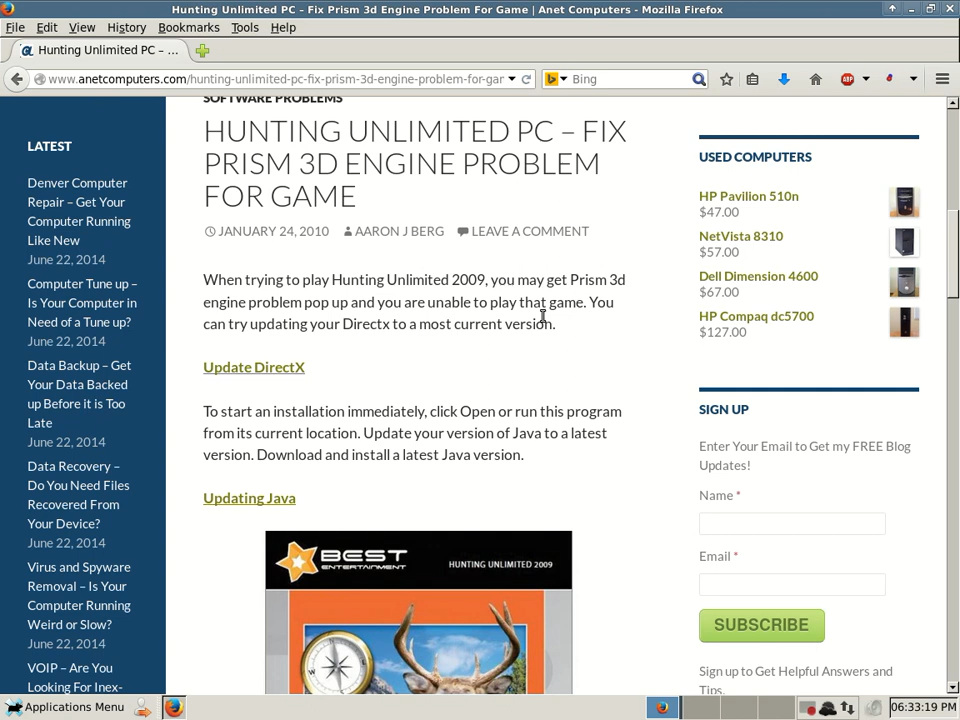 Hunting Unlimited PC – Fix Prism 3d Engine Problem For Game | Anet Computers - Mozilla Firefox
File Edit View History Bookmarks Tools Help
Hunting Unlimited PC – ...
www.anetcomputers.com/hunting-unlimited-pc-fix-prism-3d-engine-problem-for-gar
Bing
ABP
LATEST
Denver Computer
Repair – Get Your
Computer Running
Like New
June 22, 2014
Computer Tune up –
Is Your Computer in
Need of a Tune up?
June 22, 2014
Data Backup – Get
Your Data Backed
up Before it is Too
Late
June 22, 2014
Data Recovery –
Do You Need Files
Recovered From
Your Device?
June 22, 2014
Virus and Spyware
Removal – Is Your
Computer Running
Weird or Slow?
June 22, 2014
VOIP – Are You
Looking For Inex-
SOFTWARE PROBLEMS
HUNTING UNLIMITED PC – FIX
PRISM 3D ENGINE PROBLEM
FOR GAME
JANUARY 24, 2010 AARON J BERG LEAVE A COMMENT
When trying to play Hunting Unlimited 2009, you may get Prism 3d
engine problem pop up and you are unable to play that game. You
can try updating your Directx to a most current version.
Update DirectX
To start an installation immediately, click Open or run this program
from its current location. Update your version of Java to a latest
version. Download and install a latest Java version.
Updating Java
BEST
ENTERTAINMENT
HUNTING UNLIMITED 2009
USED COMPUTERS
HP Pavilion 510n
$47.00
NetVista 8310
$57.00
Dell Dimension 4600
$67.00
HP Compaq dc5700
$127.00
SIGN UP
Enter Your Email to Get my FREE Blog
Updates!
Name *
Email *
SUBSCRIBE
Sign up to Get Helpful Answers and
Tips.
Applications Menu
06:33:19 PM